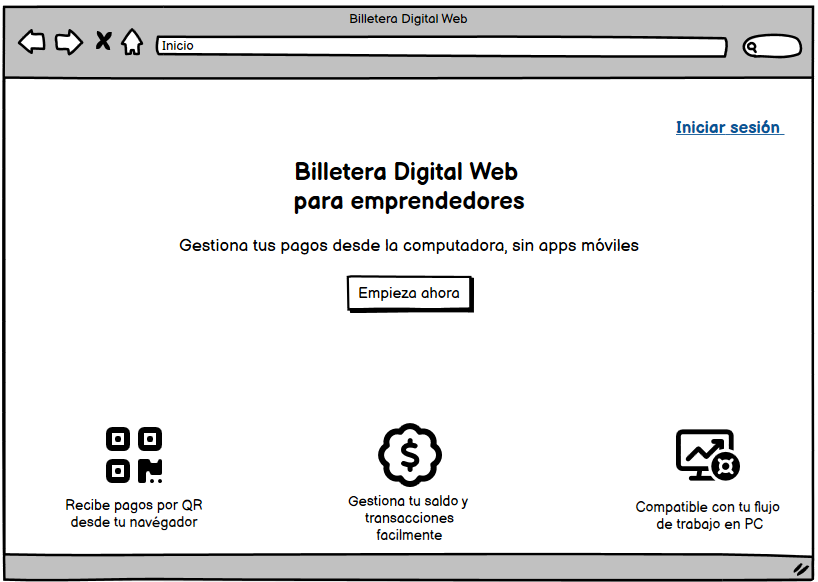 Billetera Digital Web
Inicio
Iniciar sesión
Billetera Digital Web
para emprendedores
Gestiona tus pagos desde la computadora, sin apps móviles
Empieza ahora
Recibe pagos por QR
desde tu navégador
Gestiona tu saldo y
transacciones
facilmente
Compatible con tu flujo
de trabajo en PC